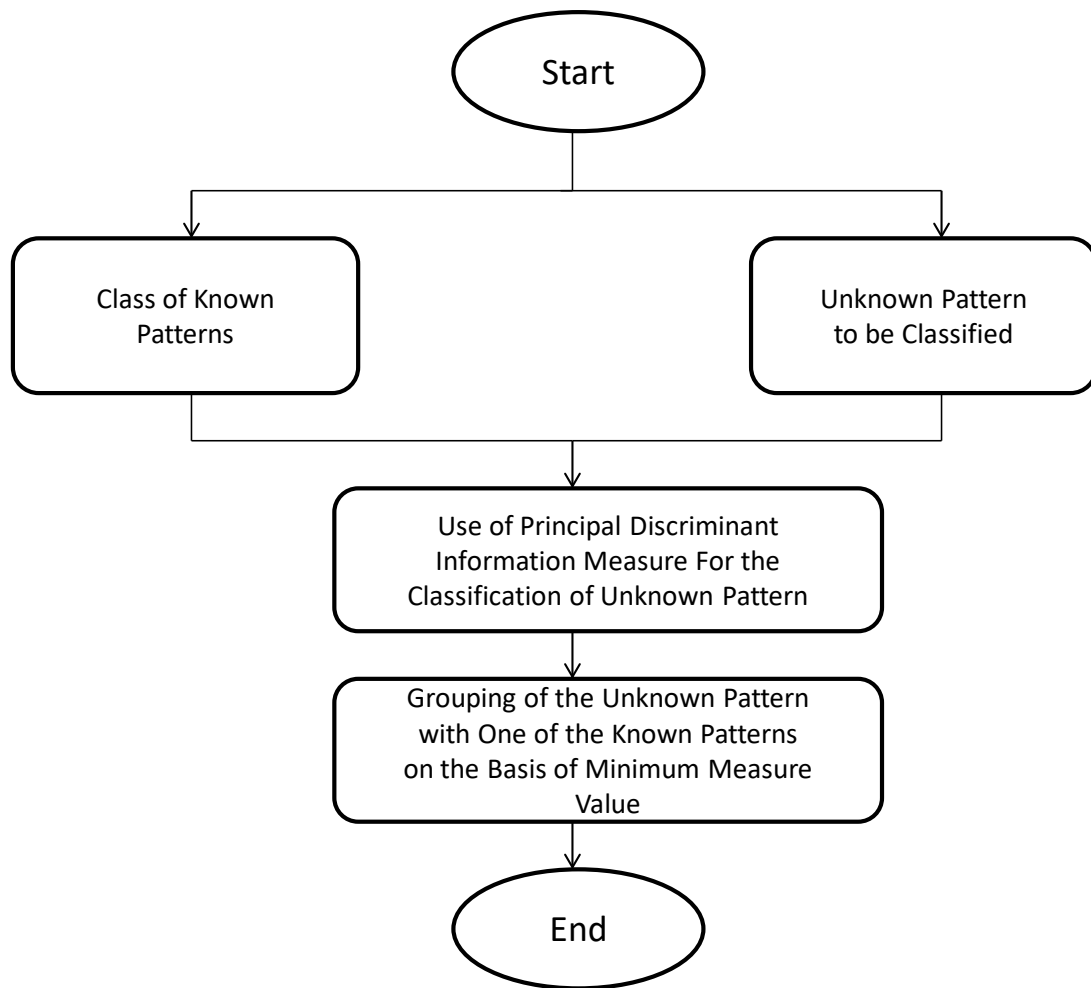 Start
Class of Known
Patterns
Unknown Pattern
to be Classified
Use of Principal Discriminant
Information Measure For the
Classification of Unknown Pattern
Grouping of the Unknown Pattern
with One of the Known Patterns
on the Basis of Minimum Measure
Value
End